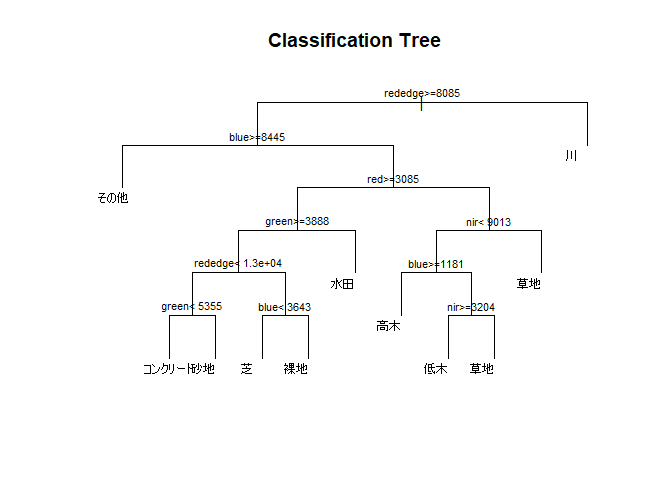 Classification Tree
rededge>=8085
blue>=8445
川
red>=3085
その他
green>=3888
nir< 9013
rededge< 1.3e+04
水田
blue>=1181
草地
green< 5355
blue< 3643
高木
nir>=3204
コンクリート
砂地
芝
裸地
低木
草地